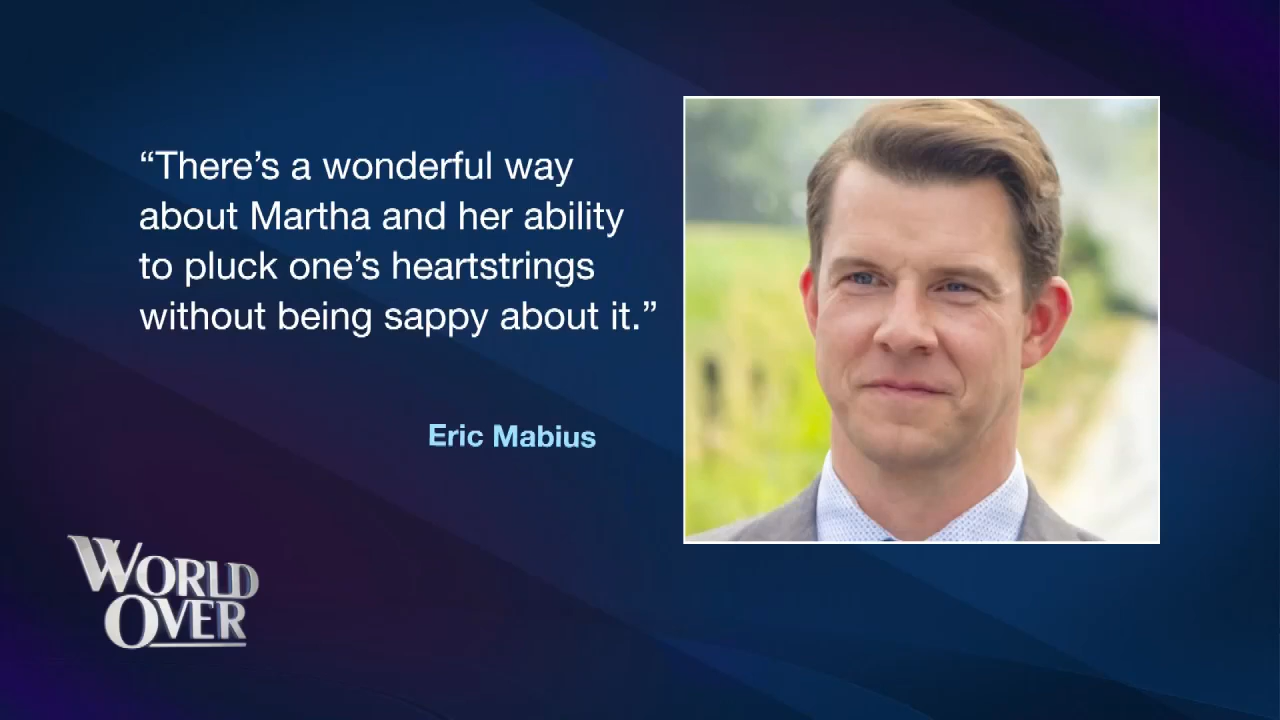 “There’s a wonderful way
about Martha and her ability
to pluck one’s heartstrings
without being sappy about it.”
Eric Mabius
WORLD
OVER